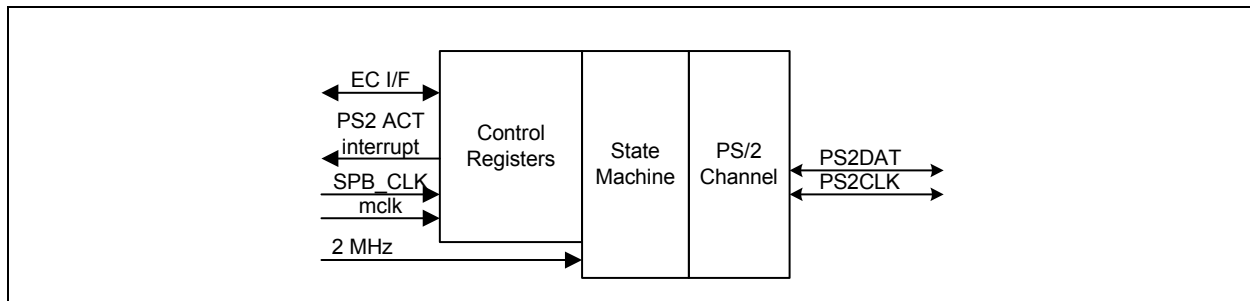 EC I/F
PS2 ACT
interrupt
SPB_CLK
mclk
2 MHz
Control
Registers
State
Machine
PS/2
Channel
PS2DAT
PS2CLK